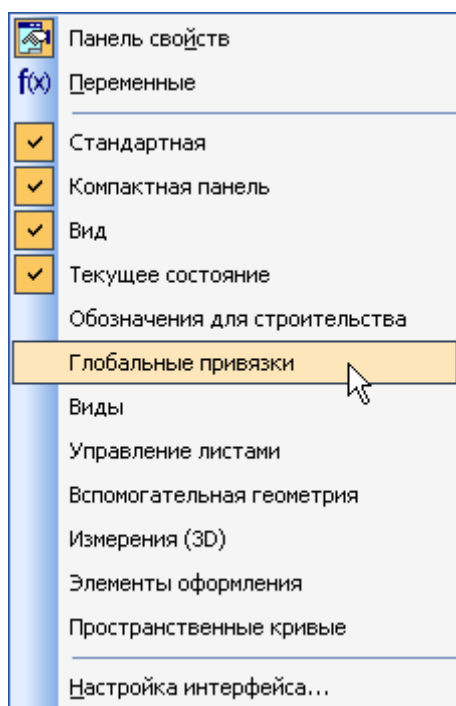 Панель свойств
f(x) Переменные
Стандартная
Компактная панель
Вид
Текущее состояние
Обозначения для строительства
Глобальные привязки
Виды
Управление листами
Вспомогательная геометрия
Измерения (3D)
Элементы оформления
Пространственные кривые
Настройка интерфейса...